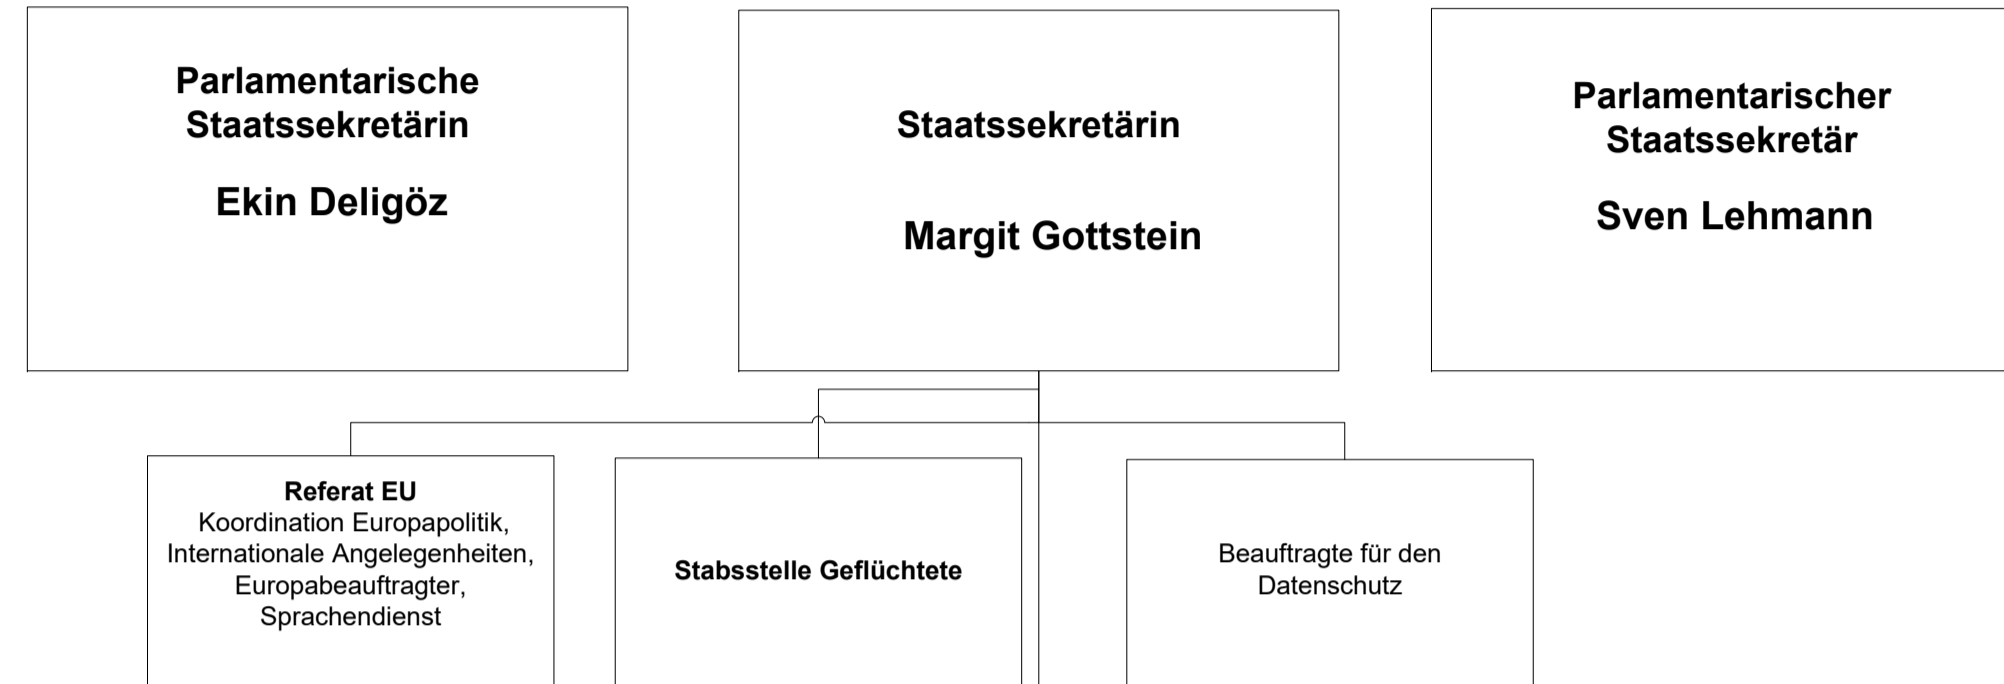 Parlamentarische
Staatssekretärin
Ekin Deligöz
Staatssekretärin
Margit Gottstein
Parlamentarischer
Staatssekretär
Sven Lehmann
Referat EU
Koordination Europapolitik,
Internationale Angelegenheiten,
Europabeauftragter,
Sprachendienst
Stabsstelle Geflüchtete
Beauftragte für den
Datenschutz